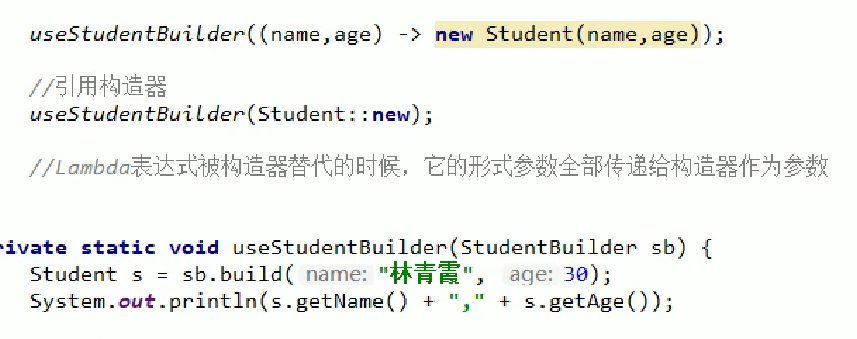 useStudentBuilder((name,age) -> new Student(name,age));
//引用构造器
useStudentBuilder(Student::new);
//Lambda表达式被构造器替代的时候，它的形式参数全部传递给构造器作为参数
rivate static void useStudentBuilder(StudentBuilder sb) {
Student s = sb.build( name: "林青霞", age: 30);
System.out.println(s.getName() + "," + s.getAge());